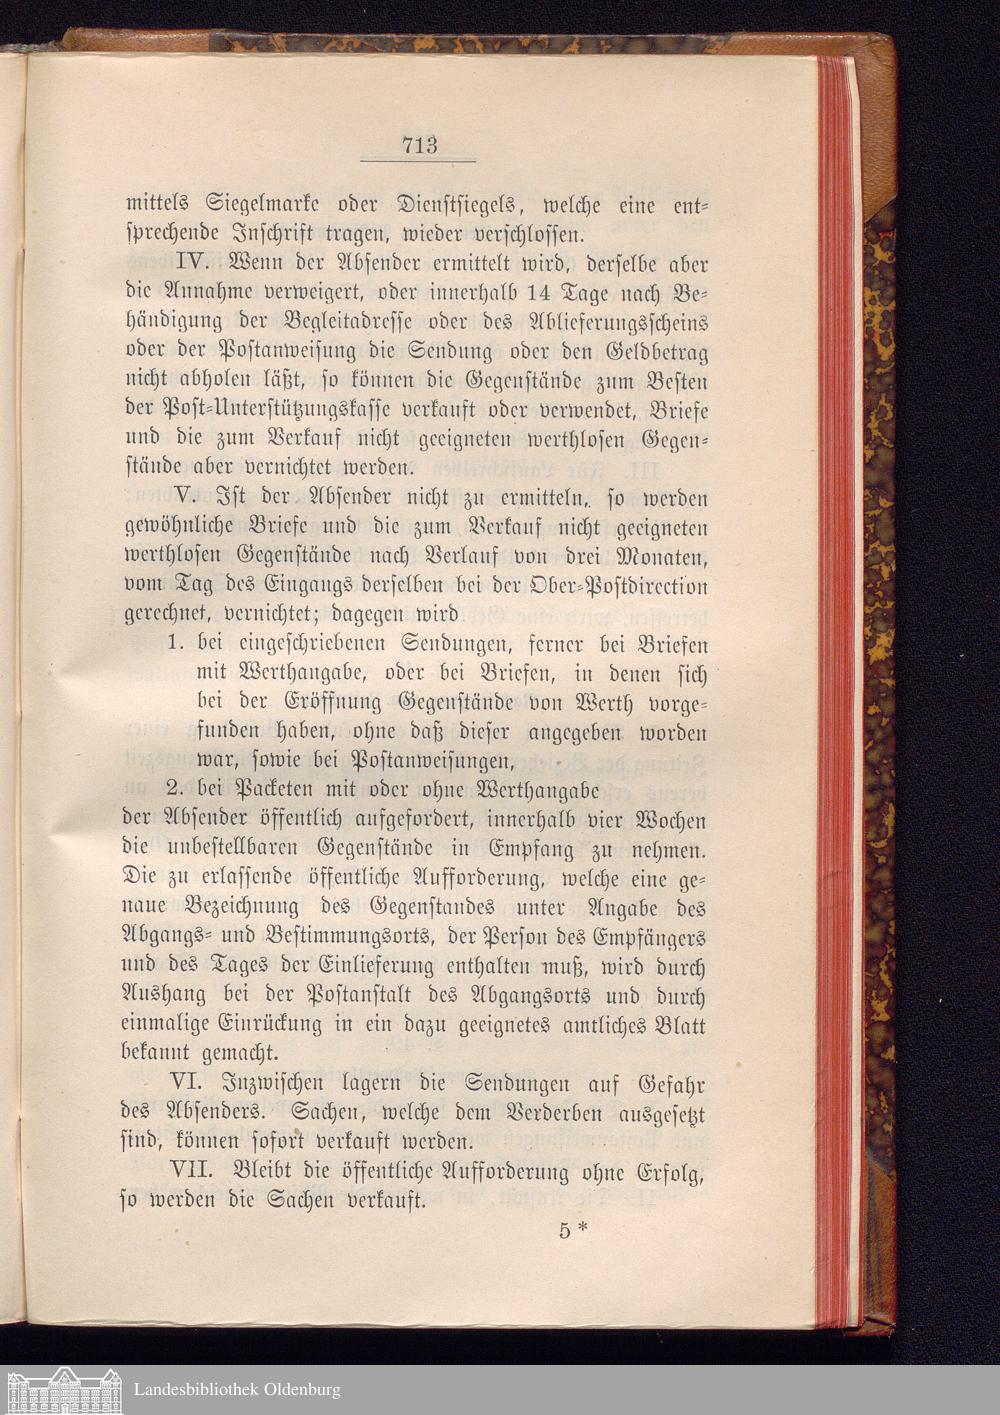 713
mittels Siegelmarke oder Dienstsiegels, welche eine ent-
sprechende Inschrift tragen, wieder verschlossen.
IV. Wenn der Absender ermittelt wird, derselbe aber
die Annahme verweigert, oder innerhalb 14 Tage nach Be-
händigung der Begleitadresse oder des Ablieferungsscheins
oder der Postanweisung die Sendung oder den Geldbetrag
nicht abholen läßt, so können die Gegenstände zum Besten
der Post-Unterstützungskasse verkauft oder verwendet, Briefe
und die zum Verkauf nicht geeigneten werthlosen Gegen-
stände aber vernichtet werden.
V. Ist der Absender nicht zu ermitteln, so werden
gewöhnliche Briefe und die zum Verkauf nicht geeigneten
werthlosen Gegenstände nach Verlauf von drei Monaten,
vom Tag des Eingangs derselben bei der Ober-Postdirection
gerechnet, vernichtet; dagegen wird
1. bei eingeschriebenen Sendungen, ferner bei Briefen
mit Werthangabe, oder bei Briefen, in denen sich
bei der Eröffnung Gegenstände von Werth vorge-
funden haben, ohne daß dieser angegeben worden
war, sowie bei Postanweisungen,
2. bei Packeten mit oder ohne Werthangabe
der Absender öffentlich aufgefordert, innerhalb vier Wochen
die unbestellbaren Gegenstände in Empfang zu nehmen.
Die zu erlassende öffentliche Aufforderung, welche eine ge-
naue Bezeichnung des Gegenstandes unter Angabe des
Abgangs- und Bestimmungsorts, der Person des Empfängers
und des Tages der Einlieferung enthalten muß, wird durch
Aushang bei der Postanstalt des Abgangsorts und durch
einmalige Einrückung in ein dazu geeignetes amtliches Blatt
bekannt gemacht.
VI. Inzwischen lagern die Sendungen auf Gefahr
des Absenders. Sachen, welche dem Verderben ausgesetzt
sind, können sofort verkauft werden.
VII. Bleibt die öffentliche Aufforderung ohne Erfolg,
so werden die Sachen verkauft.
5 *
Landesbibliothek Oldenburg